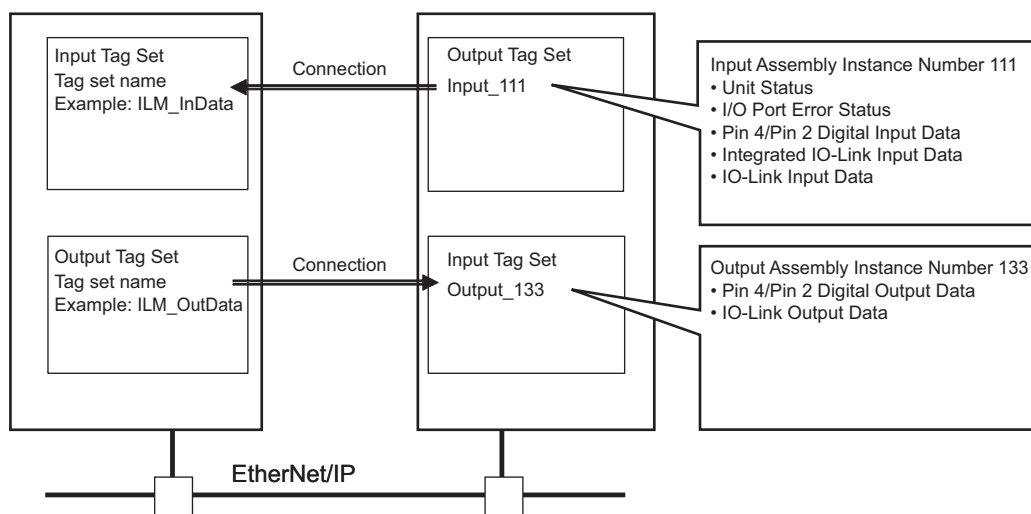 Input Tag Set
Tag set name
Example: ILM_InData
Connection
Output Tag Set
Input_111
Input Assembly Instance Number 111
• Unit Status
• I/O Port Error Status
• Pin 4/Pin 2 Digital Input Data
• Integrated IO-Link Input Data
• IO-Link Input Data
Output Tag Set
Tag set name
Example: ILM_OutData
Connection
Input Tag Set
Output_133
Output Assembly Instance Number 133
• Pin 4/Pin 2 Digital Output Data
• IO-Link Output Data
EtherNet/IP